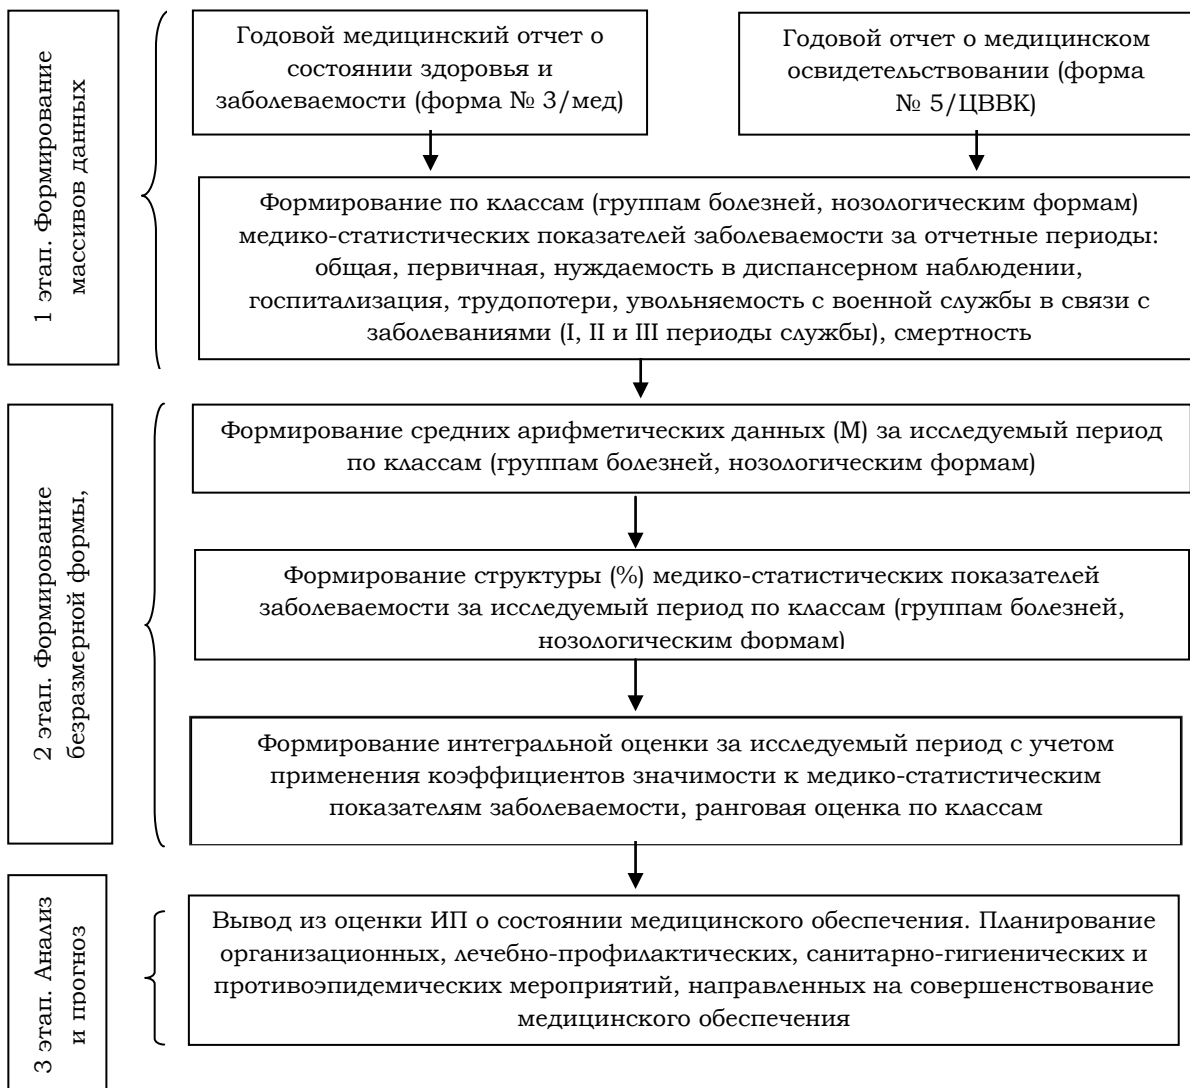 1 этап. Формирование
массивов данных
Годовой медицинский отчет о
состоянии здоровья и
заболеваемости (форма № 3/мед)
Годовой отчет о медицинском
освидетельствовании (форма
№ 5/ЦВВК)
Формирование по классам (группам болезней, нозологическим формам)
медико-статистических показателей заболеваемости за отчетные периоды:
общая, первичная, нуждаемость в диспансерном наблюдении,
госпитализация, трудопотери, увольняемость с военной службы в связи с
заболеваниями (I, II и III периоды службы), смертность
2 этап. Формирование
безразмерной формы,
Формирование средних арифметических данных (М) за исследуемый период
по классам (группам болезней, нозологическим формам)
Формирование структуры (%) медико-статистических показателей
заболеваемости за исследуемый период по классам (группам болезней,
нозологическим формам)
Формирование интегральной оценки за исследуемый период с учетом
применения коэффициентов значимости к медико-статистическим
показателям заболеваемости, ранговая оценка по классам
3 этап. Анализ
и прогноз
Вывод из оценки ИП о состоянии медицинского обеспечения. Планирование
организационных, лечебно-профилактических, санитарно-гигиенических и
противоэпидемических мероприятий, направленных на совершенствование
медицинского обеспечения